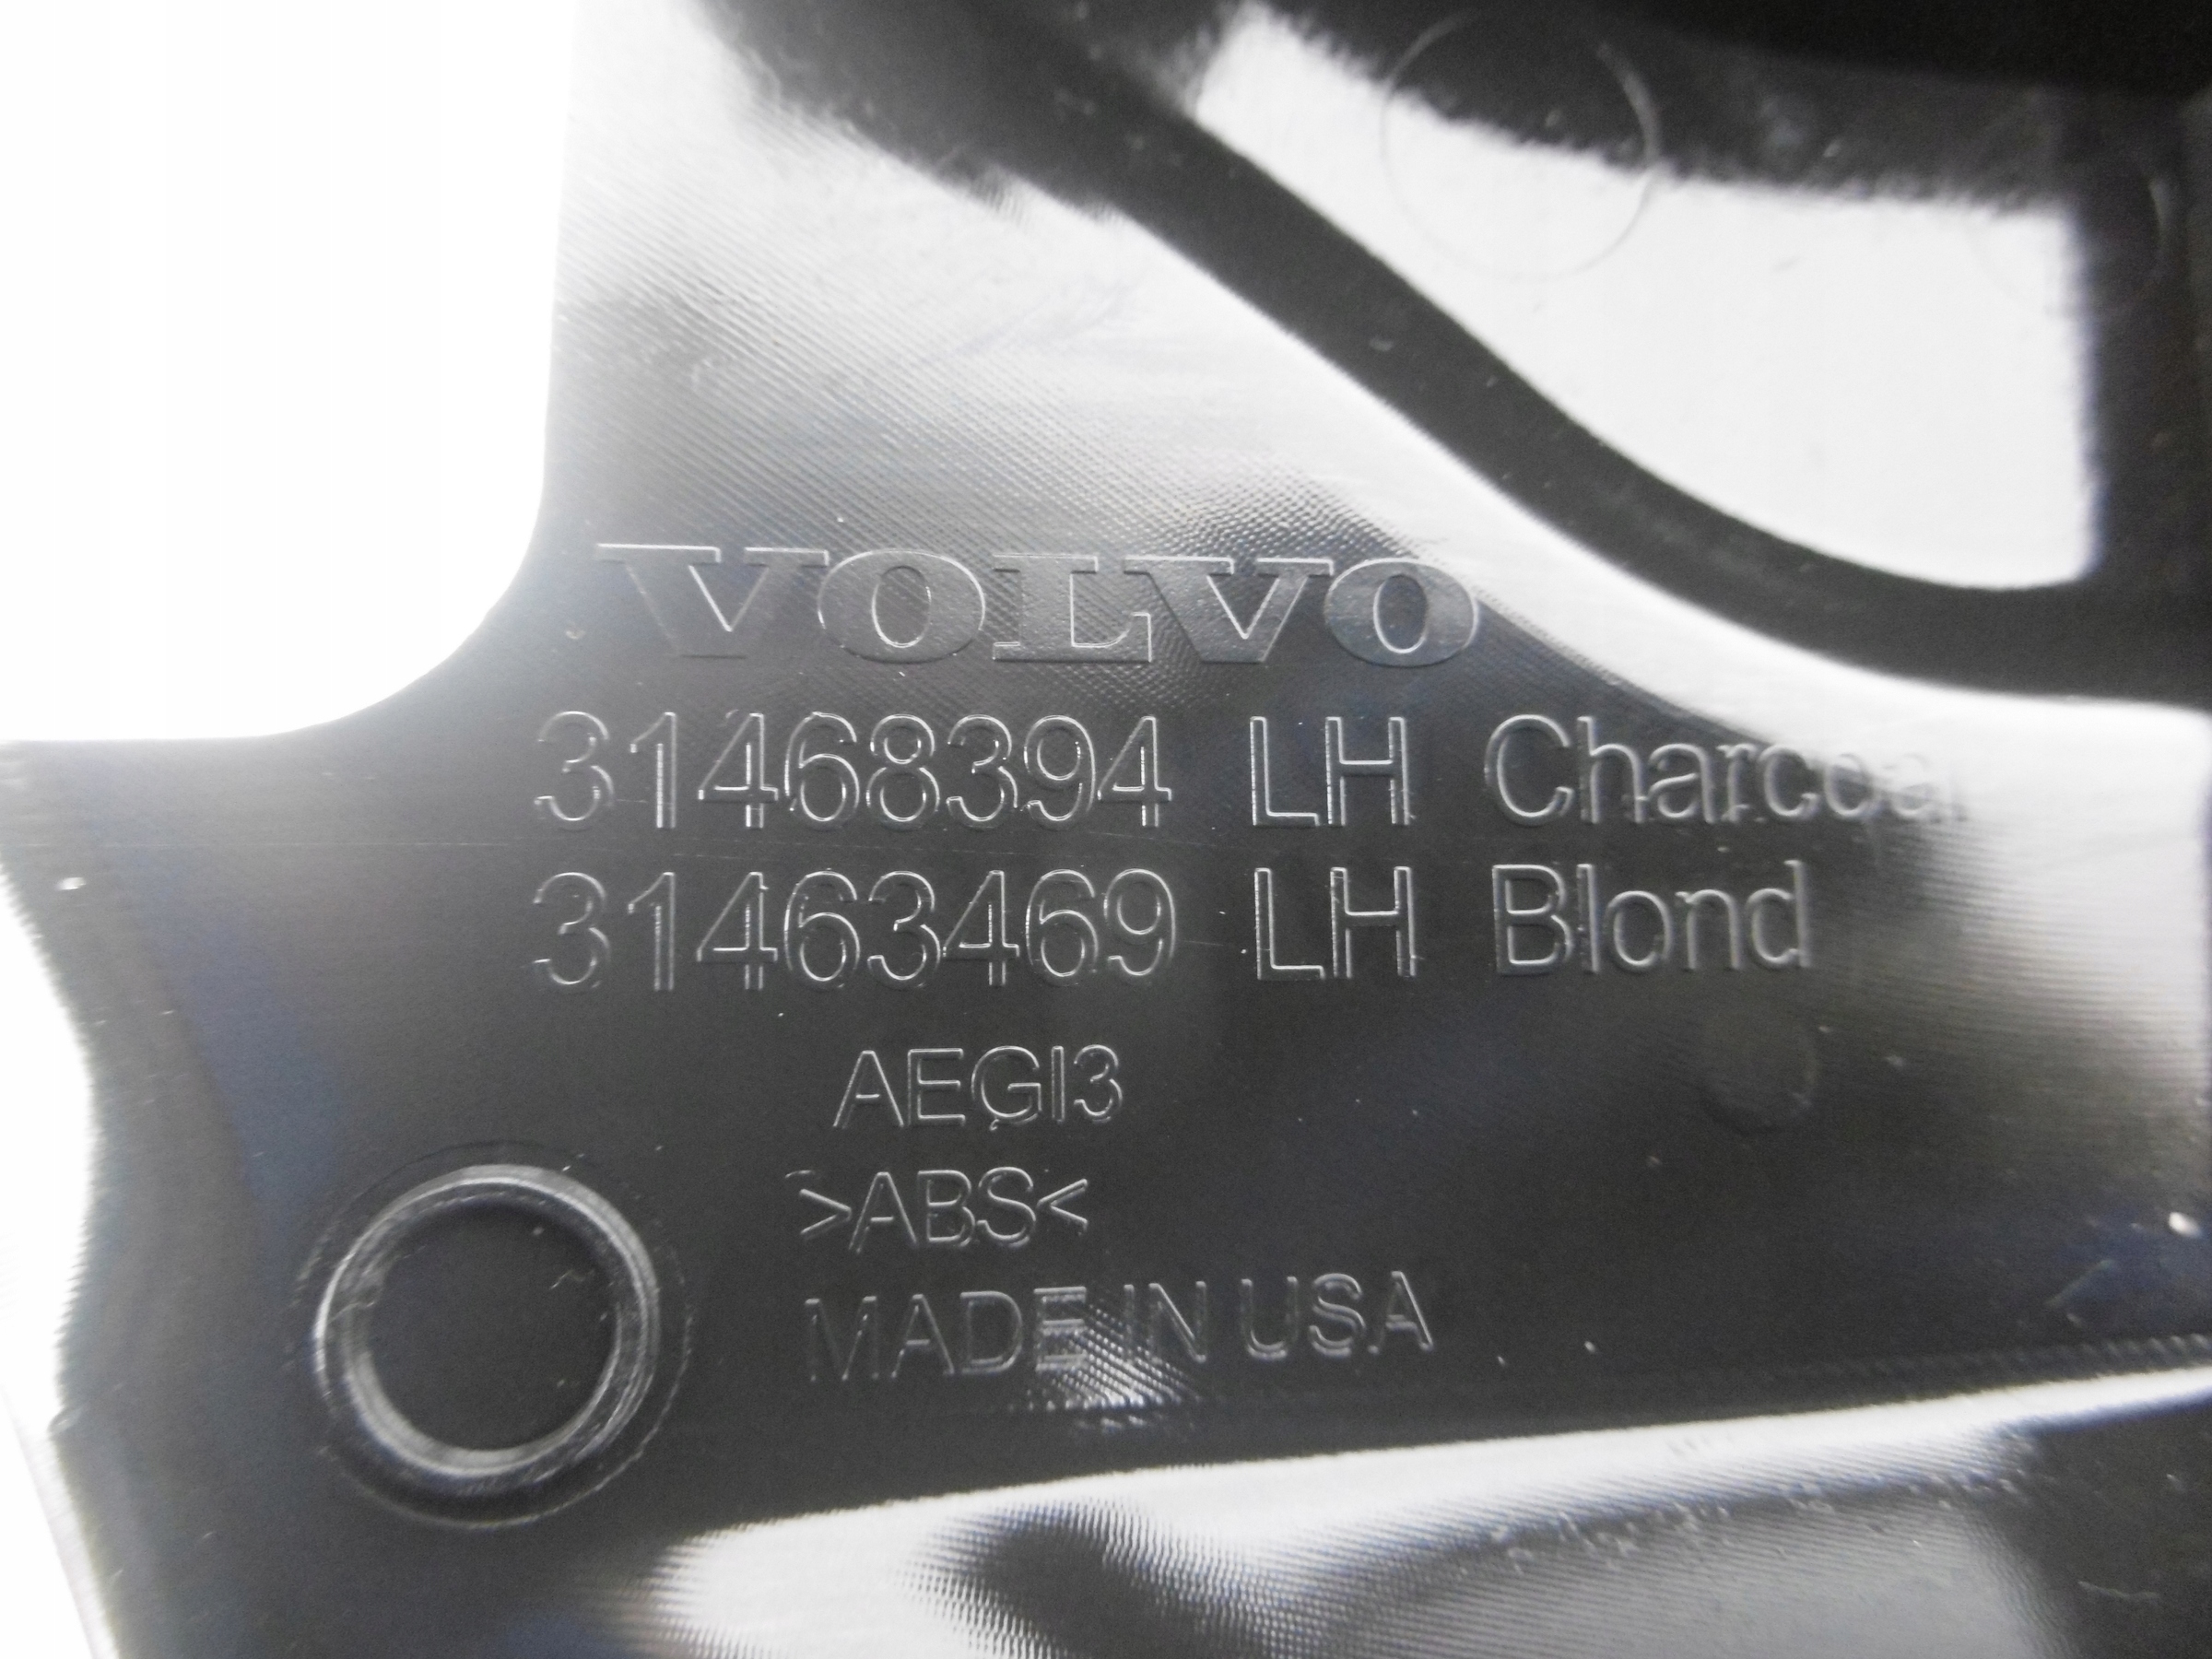 VOLVO
31468394 LH Charcoal
31463469 LH Blond
AEGI3
>ABS<
MADE IN USA